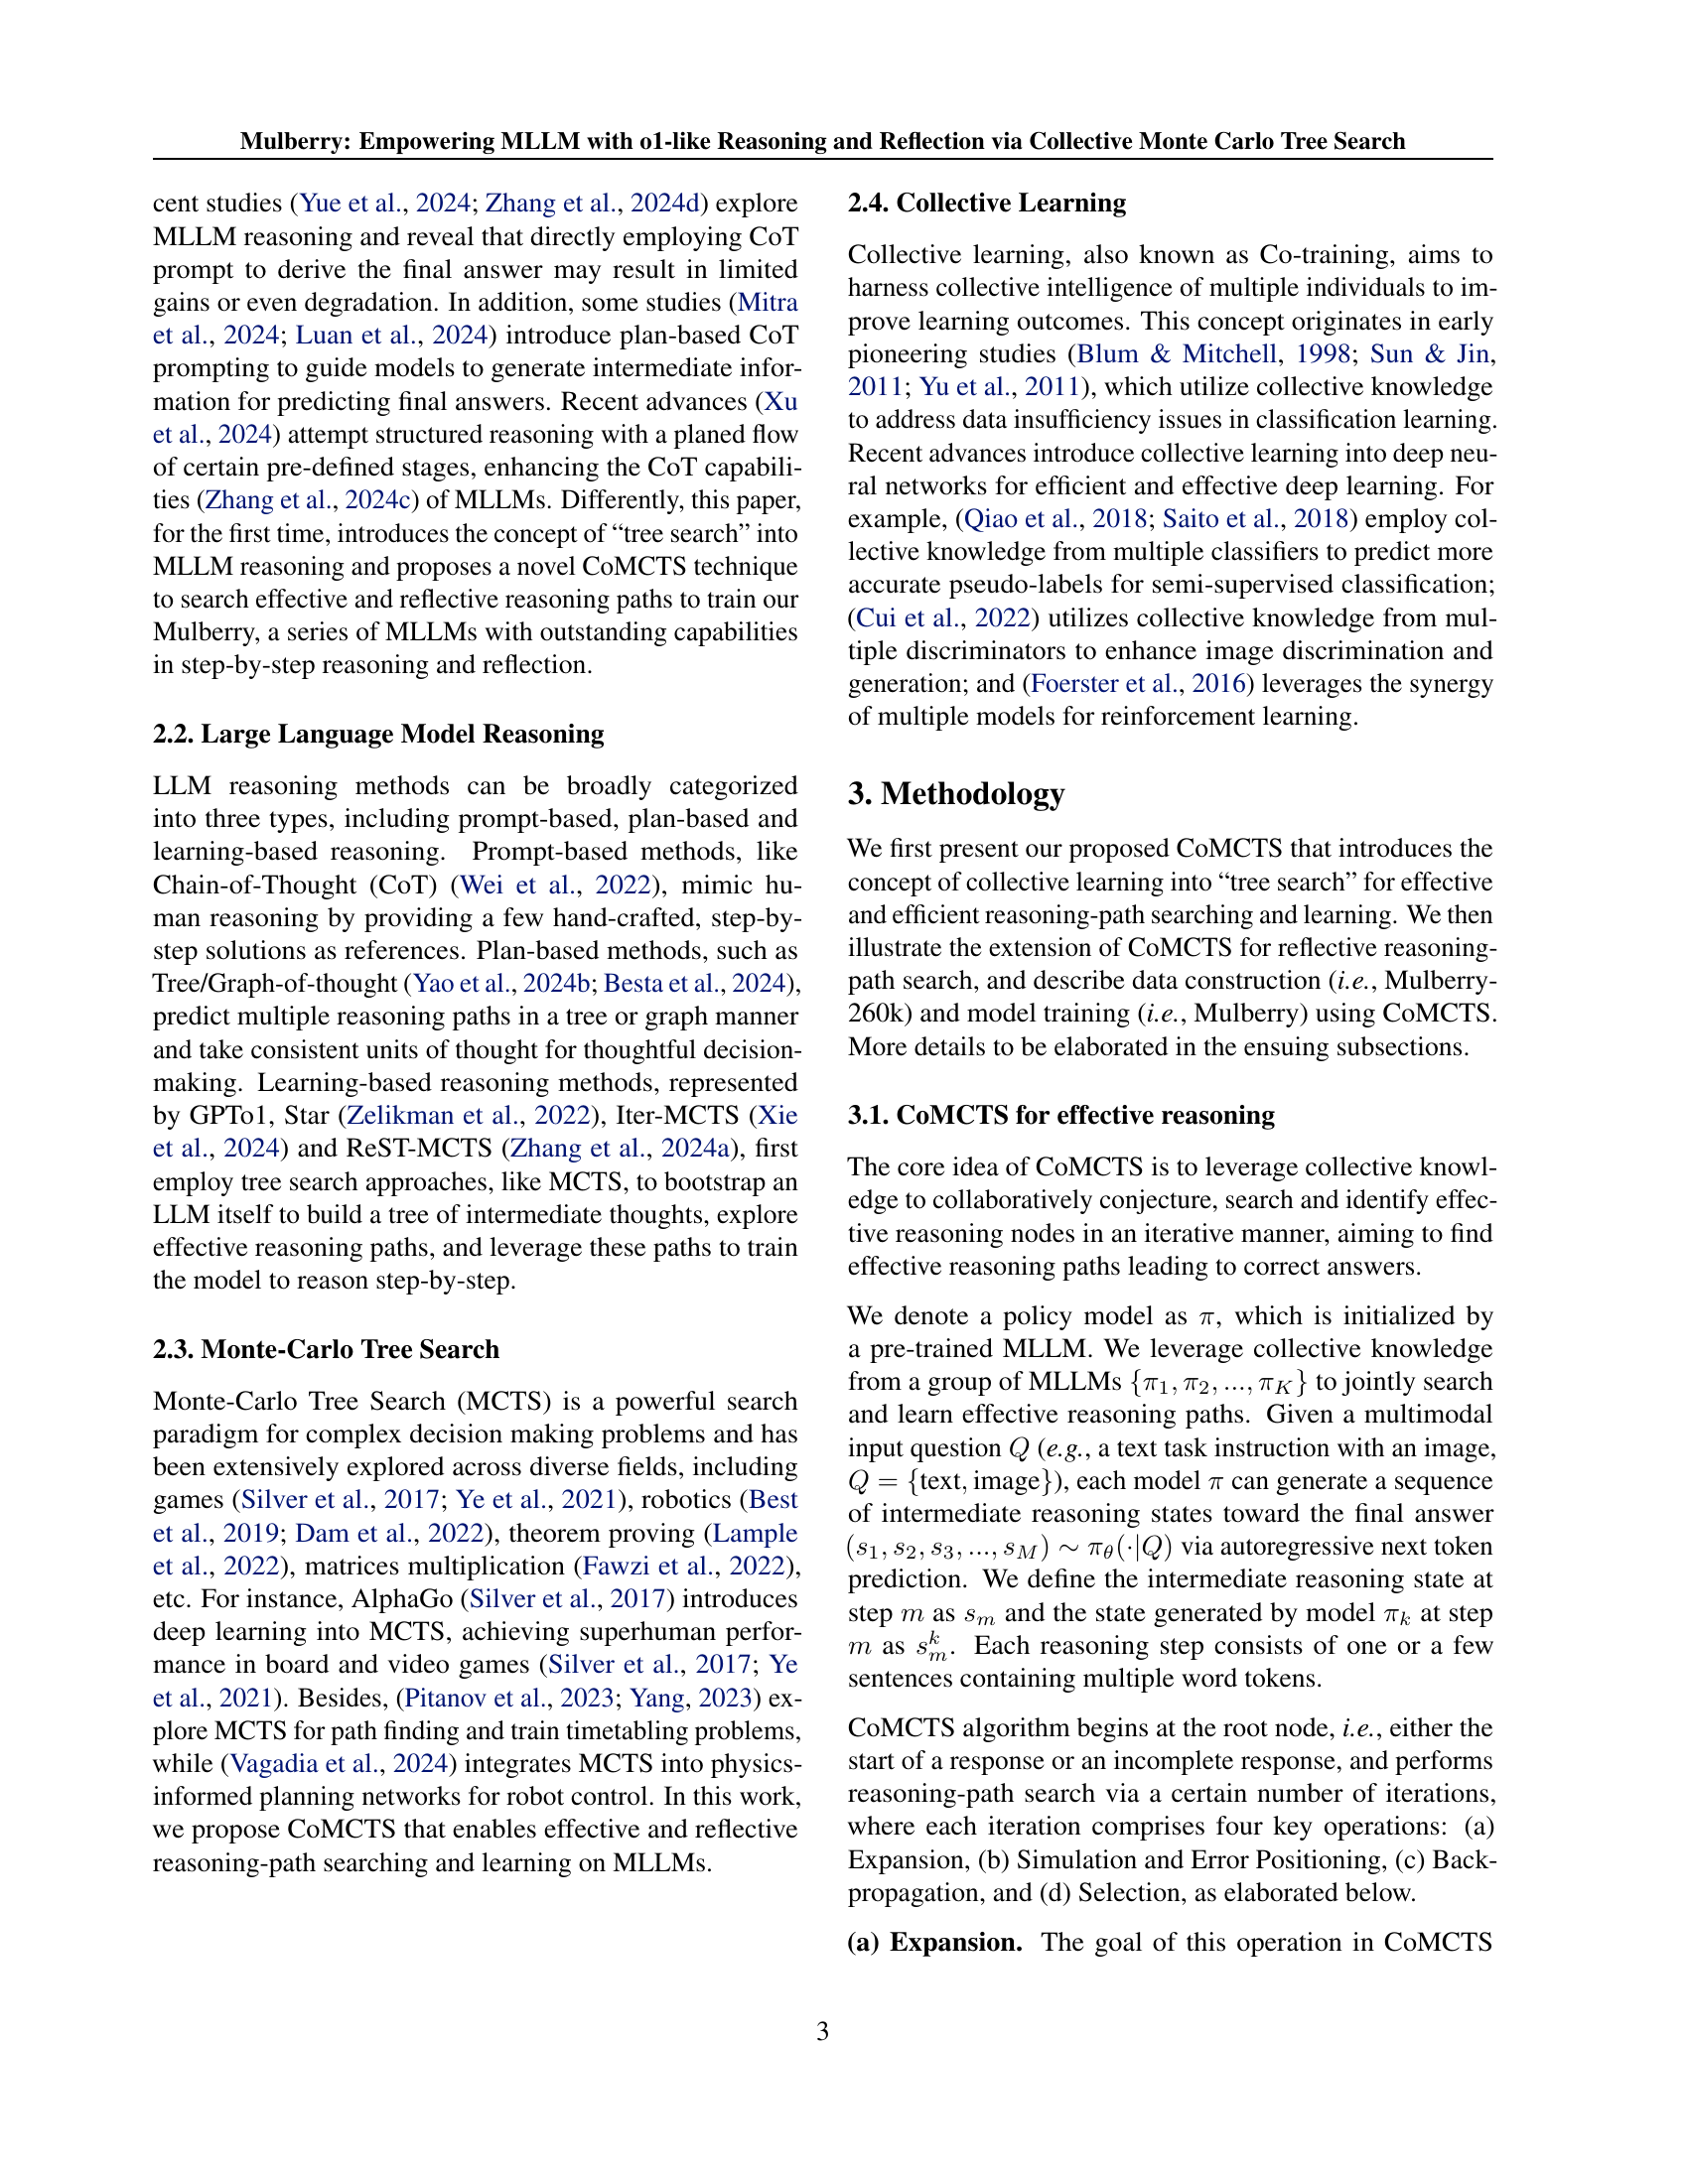 Mulberry: Empowering MLLM with o1-like Reasoning and Reflection via Collective Monte Carlo Tree Search
cent studies (Yue et al., 2024; Zhang et al., 2024d) explore
MLLM reasoning and reveal that directly employing CoT
prompt to derive the final answer may result in limited
gains or even degradation. In addition, some studies (Mitra
et al., 2024; Luan et al., 2024) introduce plan-based CoT
prompting to guide models to generate intermediate infor-
mation for predicting final answers. Recent advances (Xu
et al., 2024) attempt structured reasoning with a planed flow
of certain pre-defined stages, enhancing the CoT capabili-
ties (Zhang et al., 2024c) of MLLMs. Differently, this paper,
for the first time, introduces the concept of “tree search” into
MLLM reasoning and proposes a novel CoMCTS technique
to search effective and reflective reasoning paths to train our
Mulberry, a series of MLLMs with outstanding capabilities
in step-by-step reasoning and reflection.
2.2. Large Language Model Reasoning
LLM reasoning methods can be broadly categorized
into three types, including prompt-based, plan-based and
learning-based reasoning. Prompt-based methods, like
Chain-of-Thought (CoT) (Wei et al., 2022), mimic hu-
man reasoning by providing a few hand-crafted, step-by-
step solutions as references. Plan-based methods, such as
Tree/Graph-of-thought (Yao et al., 2024b; Besta et al., 2024),
predict multiple reasoning paths in a tree or graph manner
and take consistent units of thought for thoughtful decision-
making. Learning-based reasoning methods, represented
by GPTo1, Star (Zelikman et al., 2022), Iter-MCTS (Xie
et al., 2024) and ReST-MCTS (Zhang et al., 2024a), first
employ tree search approaches, like MCTS, to bootstrap an
LLM itself to build a tree of intermediate thoughts, explore
effective reasoning paths, and leverage these paths to train
the model to reason step-by-step.
2.3. Monte-Carlo Tree Search
Monte-Carlo Tree Search (MCTS) is a powerful search
paradigm for complex decision making problems and has
been extensively explored across diverse fields, including
games (Silver et al., 2017; Ye et al., 2021), robotics (Best
et al., 2019; Dam et al., 2022), theorem proving (Lample
et al., 2022), matrices multiplication (Fawzi et al., 2022),
etc. For instance, AlphaGo (Silver et al., 2017) introduces
deep learning into MCTS, achieving superhuman perfor-
mance in board and video games (Silver et al., 2017; Ye
et al., 2021). Besides, (Pitanov et al., 2023; Yang, 2023) ex-
plore MCTS for path finding and train timetabling problems,
while (Vagadia et al., 2024) integrates MCTS into physics-
informed planning networks for robot control. In this work,
we propose CoMCTS that enables effective and reflective
reasoning-path searching and learning on MLLMs.
2.4. Collective Learning
Collective learning, also known as Co-training, aims to
harness collective intelligence of multiple individuals to im-
prove learning outcomes. This concept originates in early
pioneering studies (Blum & Mitchell, 1998; Sun & Jin,
2011; Yu et al., 2011), which utilize collective knowledge
to address data insufficiency issues in classification learning.
Recent advances introduce collective learning into deep neu-
ral networks for efficient and effective deep learning. For
example, (Qiao et al., 2018; Saito et al., 2018) employ col-
lective knowledge from multiple classifiers to predict more
accurate pseudo-labels for semi-supervised classification;
(Cui et al., 2022) utilizes collective knowledge from mul-
tiple discriminators to enhance image discrimination and
generation; and (Foerster et al., 2016) leverages the synergy
of multiple models for reinforcement learning.
3. Methodology
We first present our proposed CoMCTS that introduces the
concept of collective learning into “tree search” for effective
and efficient reasoning-path searching and learning. We then
illustrate the extension of CoMCTS for reflective reasoning-
path search, and describe data construction (i.e., Mulberry-
260k) and model training (i.e., Mulberry) using CoMCTS.
More details to be elaborated in the ensuing subsections.
3.1. CoMCTS for effective reasoning
The core idea of CoMCTS is to leverage collective knowl-
edge to collaboratively conjecture, search and identify effec-
tive reasoning nodes in an iterative manner, aiming to find
effective reasoning paths leading to correct answers.
We denote a policy model as π, which is initialized by
a pre-trained MLLM. We leverage collective knowledge
from a group of MLLMs {π₁, π₂, ..., π_K} to jointly search
and learn effective reasoning paths. Given a multimodal
input question Q (e.g., a text task instruction with an image,
Q = {text, image}), each model π can generate a sequence
of intermediate reasoning states toward the final answer
(s₁, s₂, s₃, ..., s_M) ∼ π_θ(·|Q) via autoregressive next token
prediction. We define the intermediate reasoning state at
step m as s_m and the state generated by model π_k at step
m as s_m^k. Each reasoning step consists of one or a few
sentences containing multiple word tokens.
CoMCTS algorithm begins at the root node, i.e., either the
start of a response or an incomplete response, and performs
reasoning-path search via a certain number of iterations,
where each iteration comprises four key operations: (a)
Expansion, (b) Simulation and Error Positioning, (c) Back-
propagation, and (d) Selection, as elaborated below.
(a) Expansion. The goal of this operation in CoMCTS
3